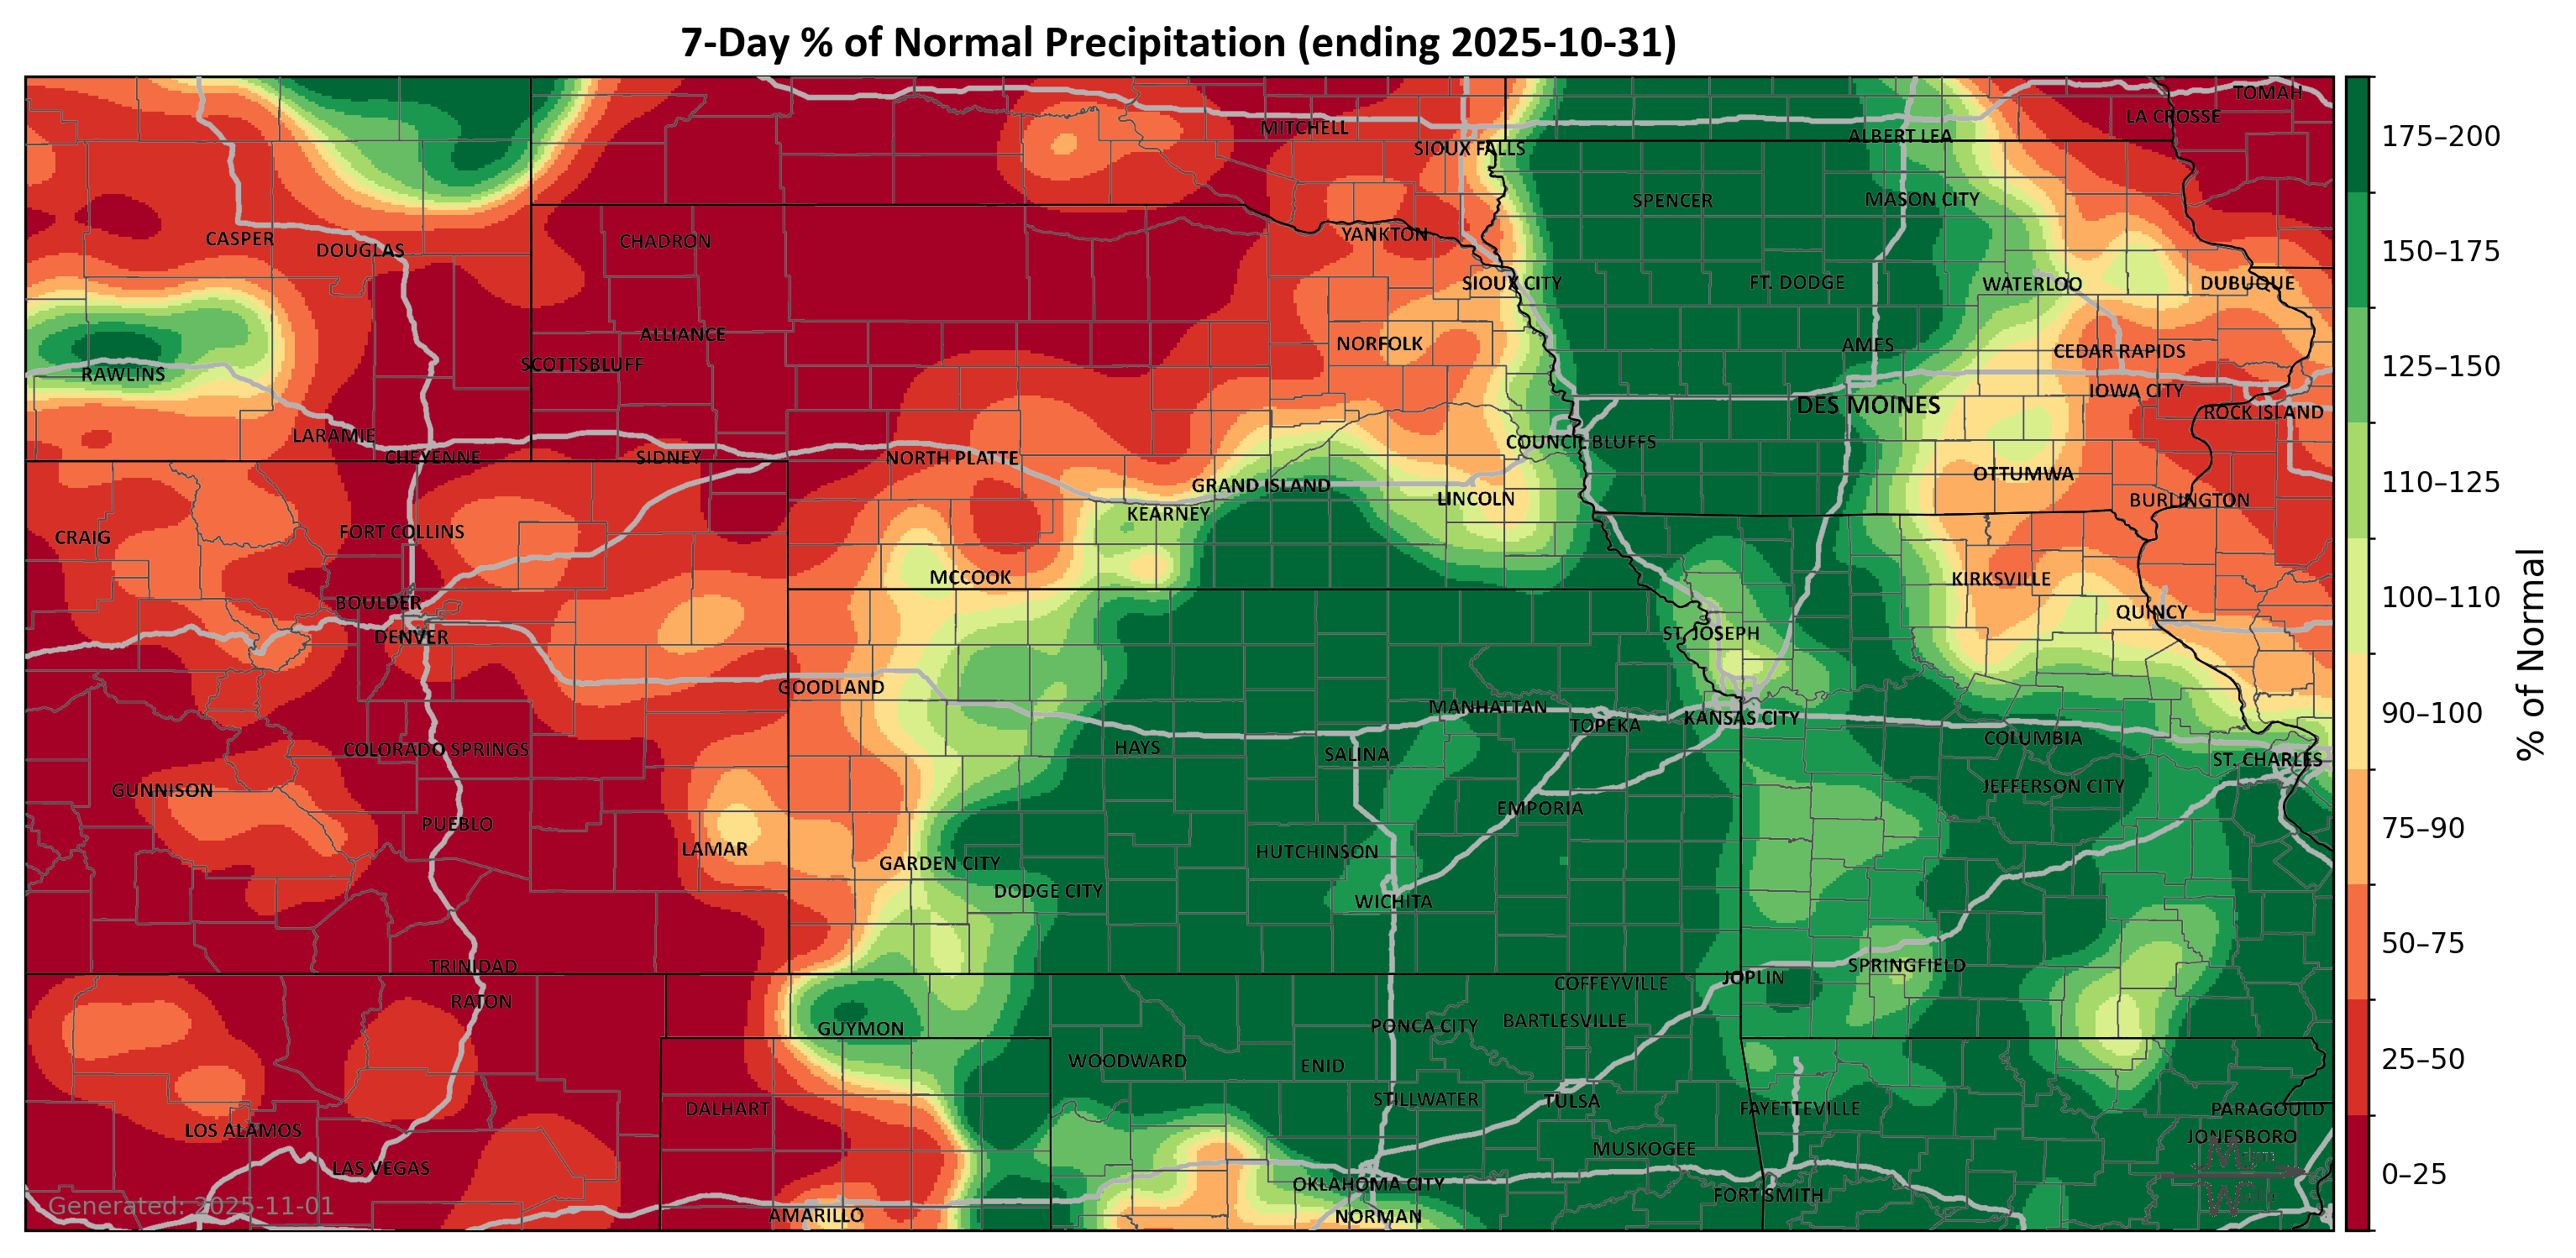 7-Day % of Normal Precipitation (ending 2025-10-31)
TOMAH
LA CROSSE
MITCHELL
ALBERT LEA
SIOUX FALLS
SPENCER
MASON CITY
YANKTON
CASPER
CHADRON
DOUGLAS
SIOUX CITY
FT. DODGE
WATERLOO
DUBUQUE
ALLIANCE
NORFOLK
AMES
CEDAR RAPIDS
SCOTTSBLUFF
RAWLINS
IOWA CITY
DES MOINES
ROCK ISLAND
LARAMIE
COUNCIL BLUFFS
CHEYENNE
SIDNEY
NORTH PLATTE
OTTUMWA
GRAND ISLAND
LINCOLN
BURLINGTON
KEARNEY
FORT COLLINS
CRAIG
MCCOOK
KIRKSVILLE
BOULDER
QUINCY
DENVER
ST. JOSEPH
GOODLAND
MANHATTAN
TOPEKA
KANSAS CITY
COLUMBIA
COLORADO SPRINGS
HAYS
SALINA
ST. CHARLES
GUNNISON
JEFFERSON CITY
EMPORIA
PUEBLO
LAMAR
HUTCHINSON
GARDEN CITY
DODGE CITY
WICHITA
TRINIDAD
SPRINGFIELD
JOPLIN
COFFEYVILLE
RATON
GUYMON
PONCA CITY
BARTLESVILLE
WOODWARD
ENID
STILLWATER
TULSA
DALHART
FAYETTEVILLE
PARAGOULD
LOS ALAMOS
JONESBORO
MUSKOGEE
LAS VEGAS
OKLAHOMA CITY
FORT SMITH
AMARILLO
NORMAN
Generated: 2025-11-01
175–200
150–175
125–150
110–125
100–110
90–100
75–90
50–75
25–50
0–25
% of Normal